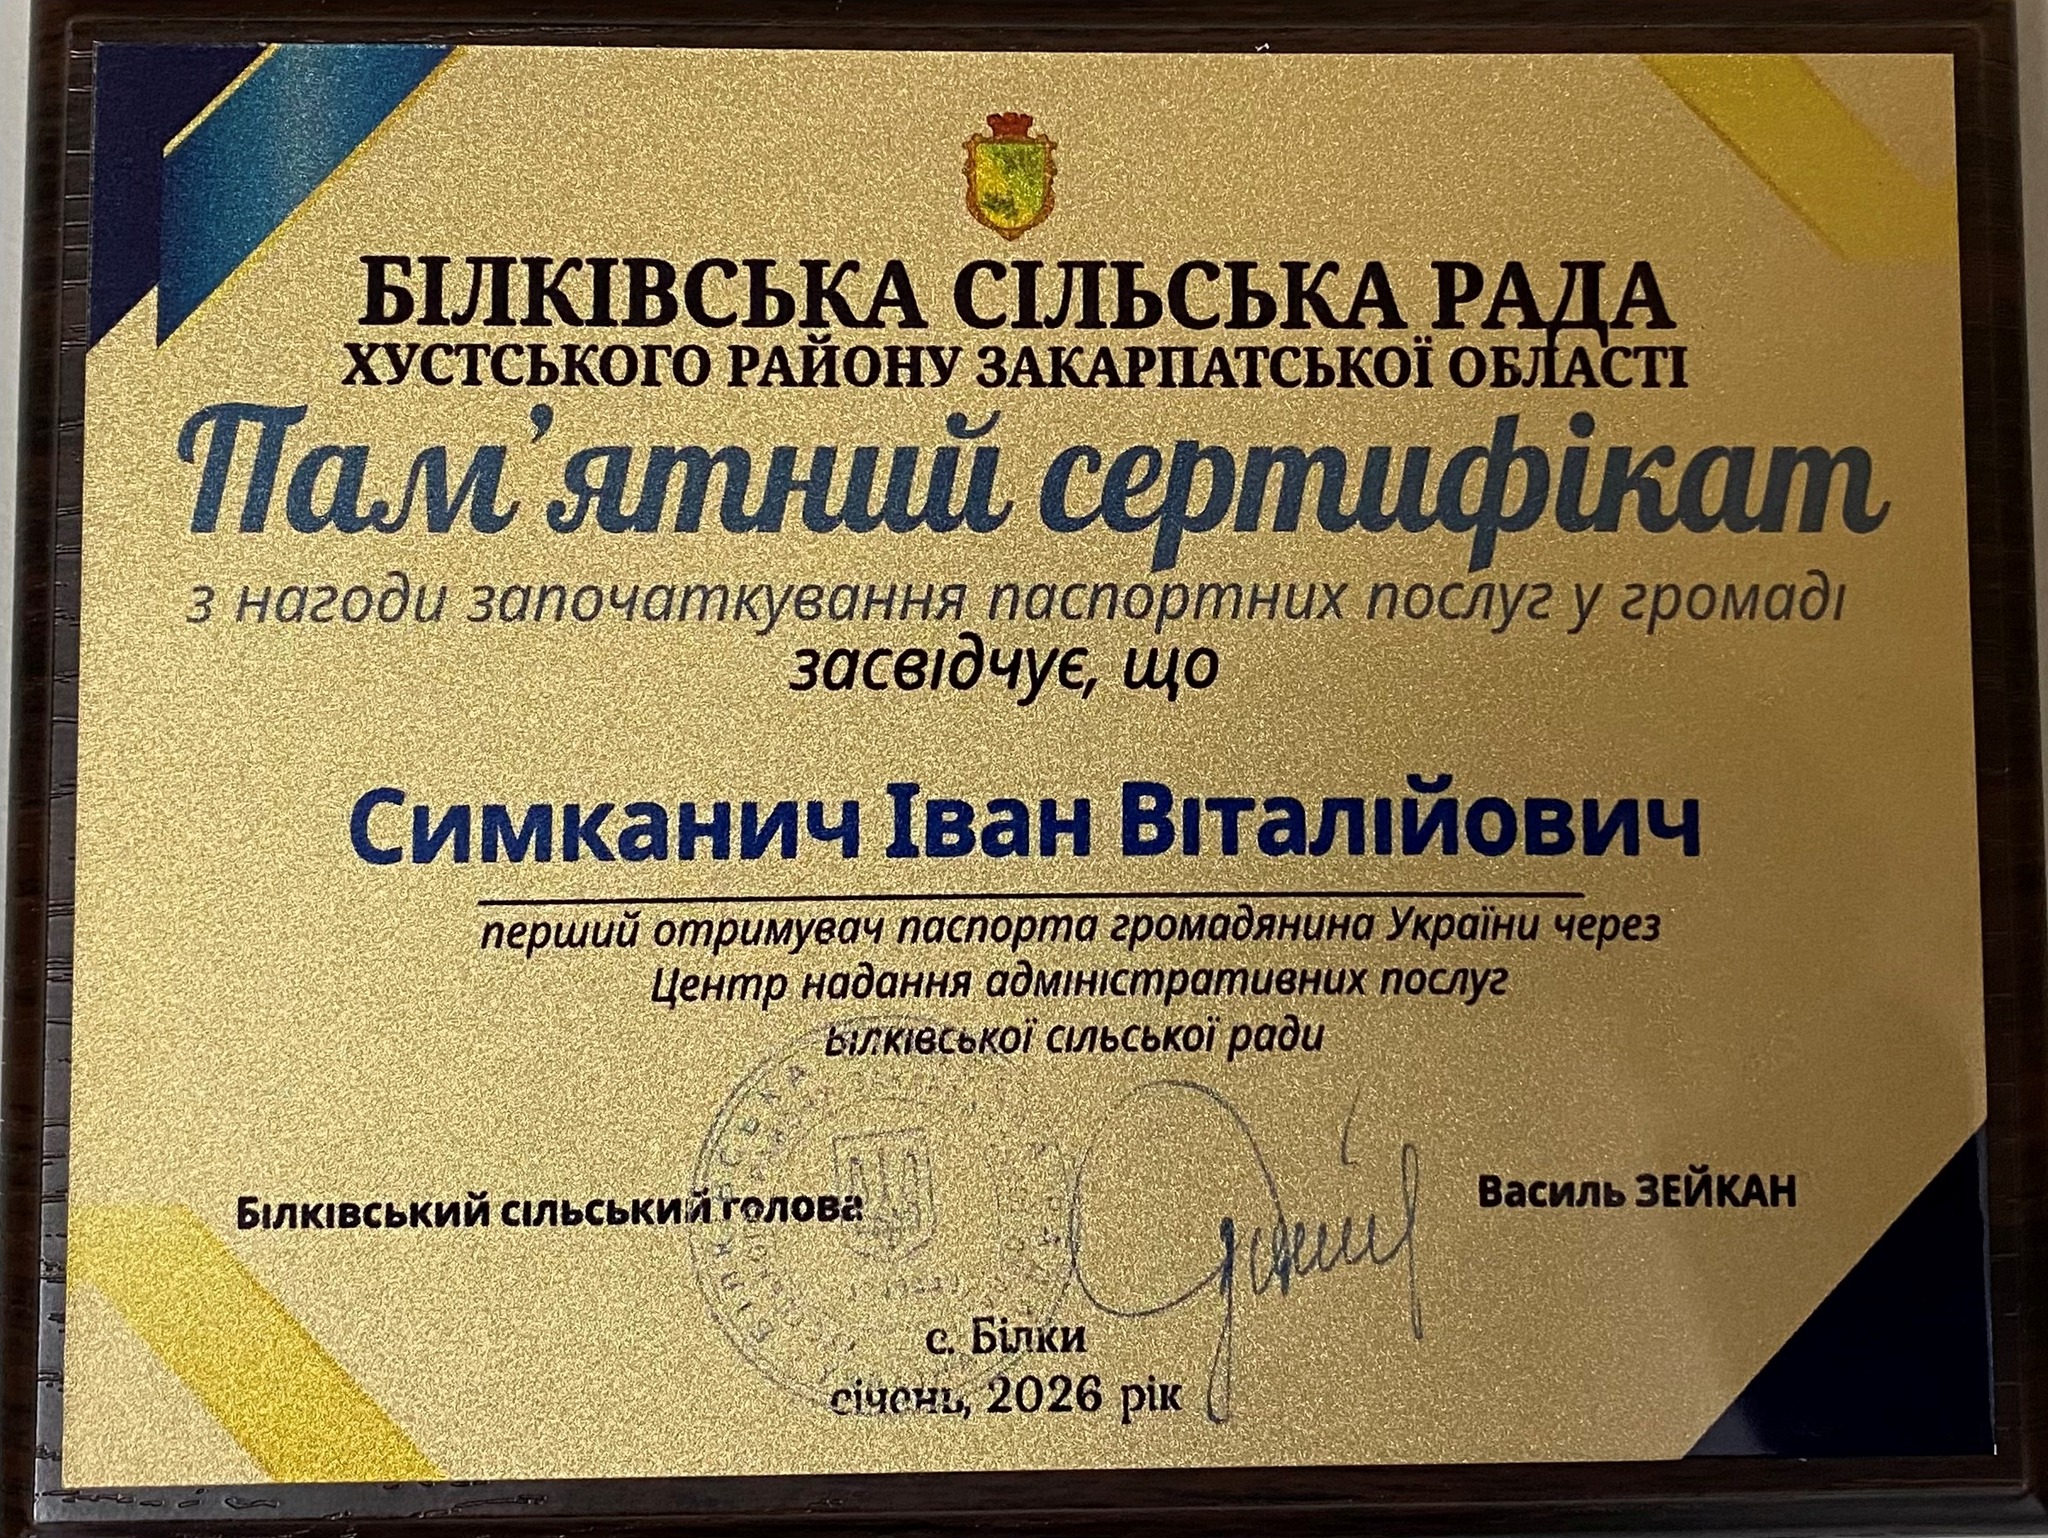 БІЛКІВСЬКА СІЛЬСЬКА РАДА
ХУСТСЬКОГО РАЙОНУ ЗАКАРПАТСЬКОЇ ОБЛАСТІ
Пам'ятний сертифікат
з нагоди започаткування паспортних послуг у громаді
засвідчує, що
Симканич Іван Віталійович
перший отримувач паспорта громадянина України через
Центр надання адміністративних послуг
Білківської сільської ради
Білківський сільський голова
Василь ЗЕЙКАН
с. Білки
січень, 2026 рік